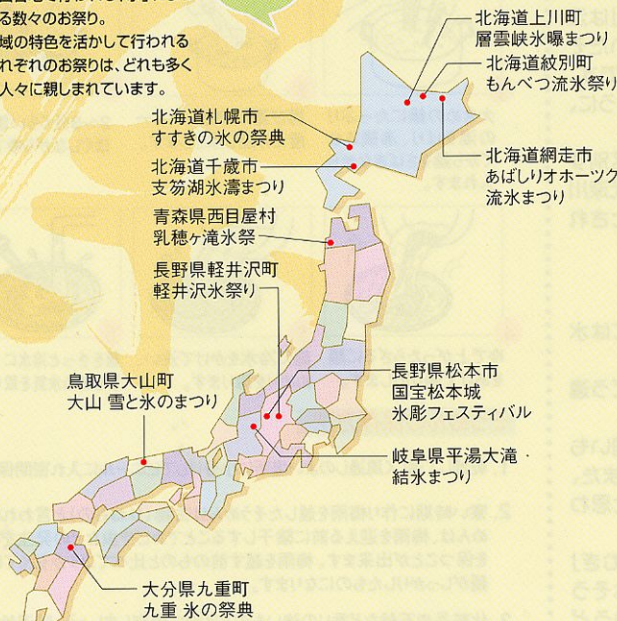 る数々のお祭り。
域の特色を活かして行われる
れぞれのお祭りは、どれも多く
人々に親しまれています。
北海道上川町
層雲峡氷曝まつり
北海道紋別町
もんべつ流氷祭り
北海道札幌市
すすきの氷の祭典
北海道千歳市
支笏湖氷濤まつり
北海道網走市
あばしりオホーツク
流氷まつり
青森県西目屋村
乳穂ヶ滝氷祭
長野県軽井沢町
軽井沢氷祭り
鳥取県大山町
大山 雪と氷のまつり
長野県松本市
国宝松本城
氷彫フェスティバル
岐阜県平湯大滝
結氷まつり
大分県九重町
九重 氷の祭典